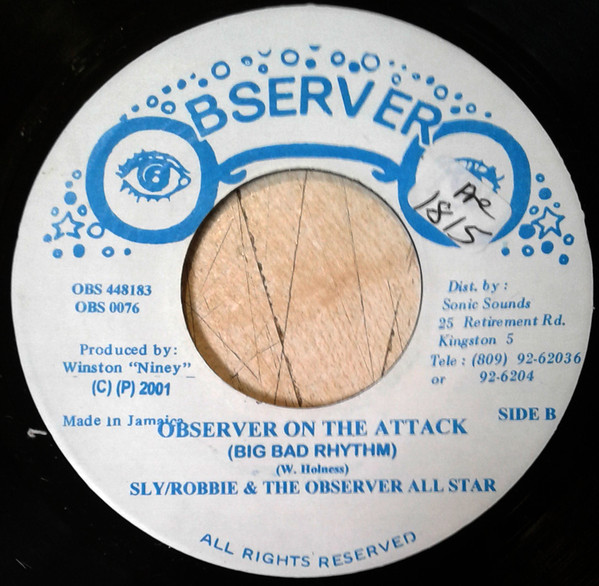 OBSERVER
Are
1815
OBS 448183
OBS 0076
Produced by:
Winston "Niney"
(C) (P) 2001
Made in Jamaica
Dist. by :
Sonic Sounds
25 Retirement Rd.
Kingston 5
Tele : (809) 92-62036
or 92-6204
SIDE B
OBSERVER ON THE ATTACK
(BIG BAD RHYTHM)
(W. Holness)
SLY/ROBBIE & THE OBSERVER ALL STAR
ALL RIGHTS RESERVED